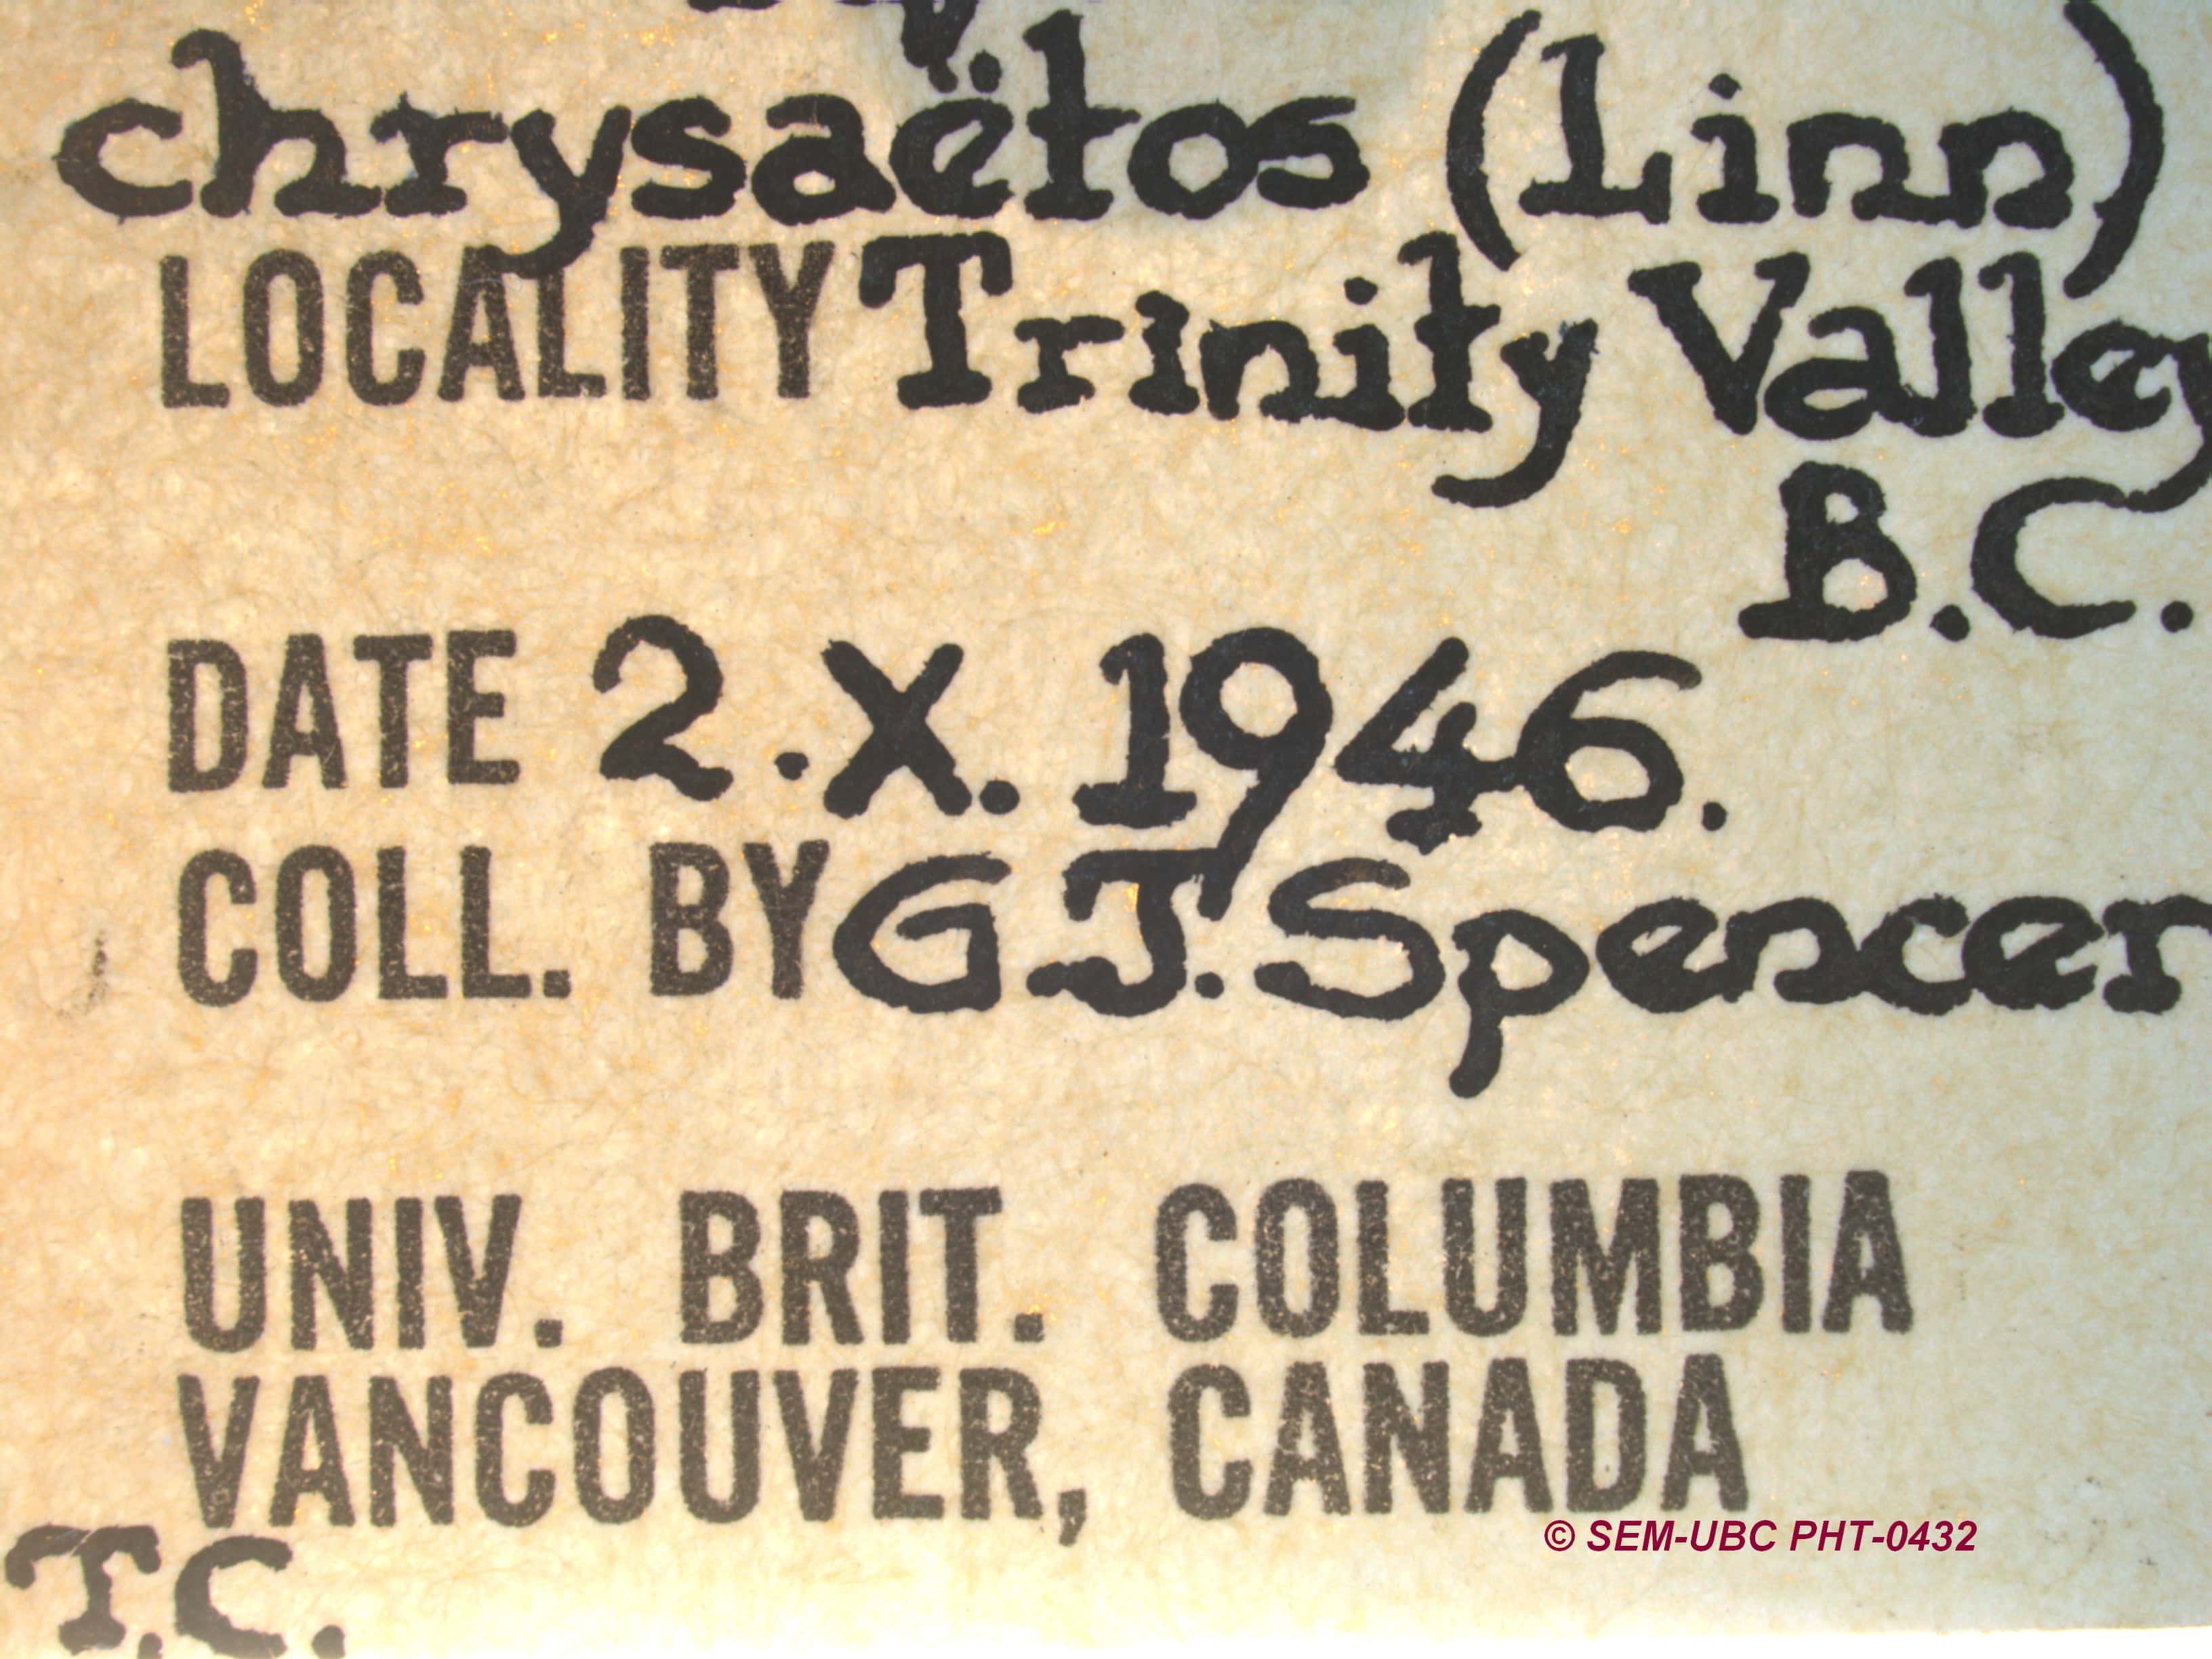 chrysaëtos (Linn)
LOCALITY Trinity Valley
B.C.
DATE 2.X.1946.
COLL. BY G.J. Spencer
UNIV. BRIT. COLUMBIA
VANCOUVER, CANADA
© SEM-UBC PHT-0432
T.C.